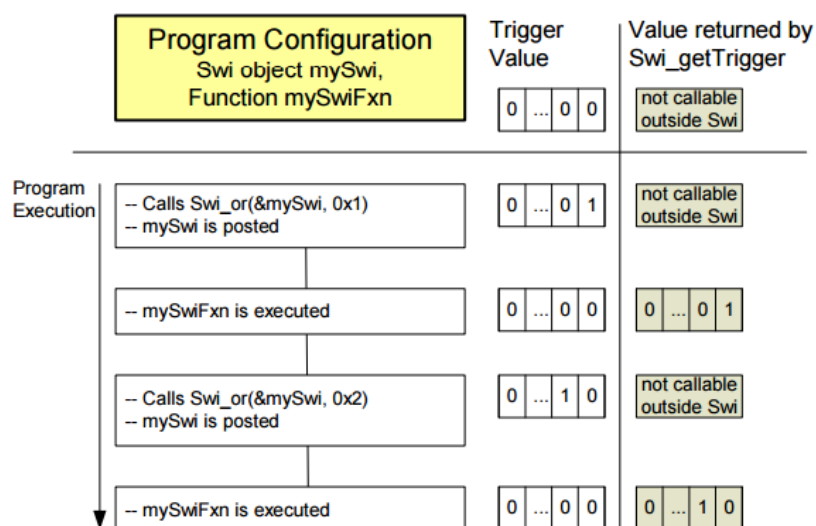 Program Configuration
Swi object mySwi,
Function mySwiFxn
Trigger
Value
Value returned by
Swi_getTrigger
0 ... 0 0
not callable
outside Swi
Program
Execution
-- Calls Swi_or(&mySwi, 0x1)
-- mySwi is posted
0 ... 0 1
not callable
outside Swi
-- mySwiFxn is executed
0 ... 0 0
0 ... 0 1
-- Calls Swi_or(&mySwi, 0x2)
-- mySwi is posted
0 ... 1 0
not callable
outside Swi
-- mySwiFxn is executed
0 ... 0 0
0 ... 1 0